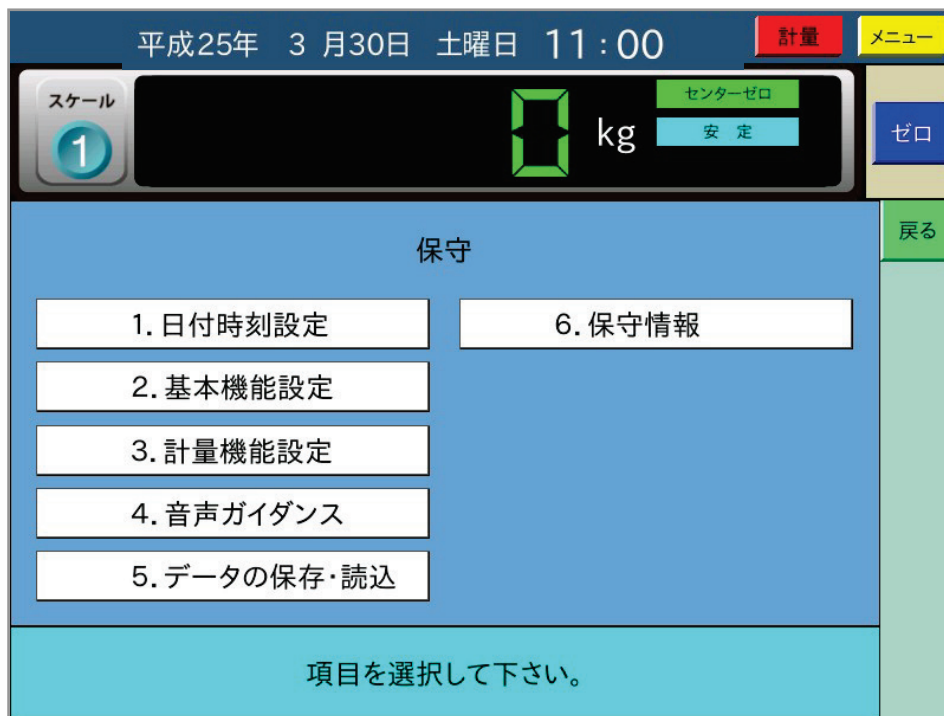 平成25年 3月30日 土曜日 11:00
計量
メニュー
スケール
1
0 kg
センターゼロ
安定
ゼロ
戻る
保守
1.日付時刻設定
2.基本機能設定
3.計量機能設定
4.音声ガイダンス
5.データの保存・読込
6.保守情報
項目を選択して下さい。